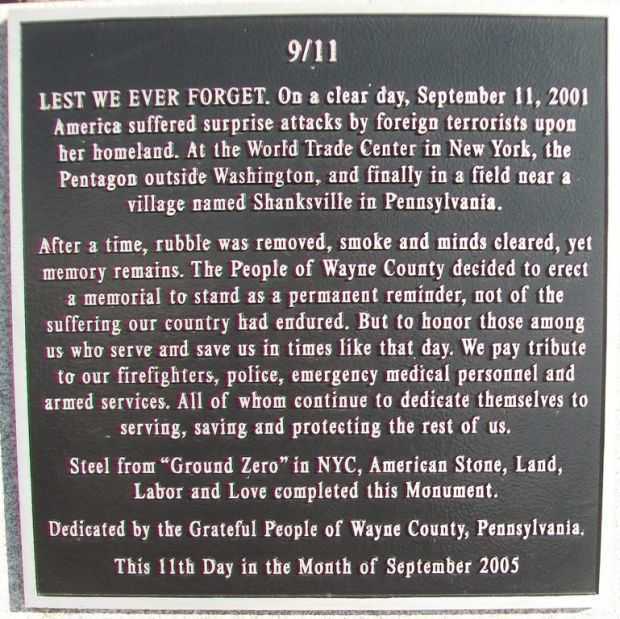 9/11
LEST WE EVER FORGET. On a clear day, September 11, 2001
America suffered surprise attacks by foreign terrorists upon
her homeland. At the World Trade Center in New York, the
Pentagon outside Washington, and finally in a field near a
village named Shanksville in Pennsylvania.
After a time, rubble was removed, smoke and minds cleared, yet
memory remains. The People of Wayne County decided to erect
a memorial to stand as a permanent reminder, not of the
suffering our country had endured. But to honor those among
us who serve and save us in times like that day. We pay tribute
to our firefighters, police, emergency medical personnel and
armed services. All of whom continue to dedicate themselves to
serving, saving and protecting the rest of us.
Steel from "Ground Zero" in NYC, American Stone, Land,
Labor and Love completed this Monument.
Dedicated by the Grateful People of Wayne County, Pennsylvania.
This 11th Day in the Month of September 2005